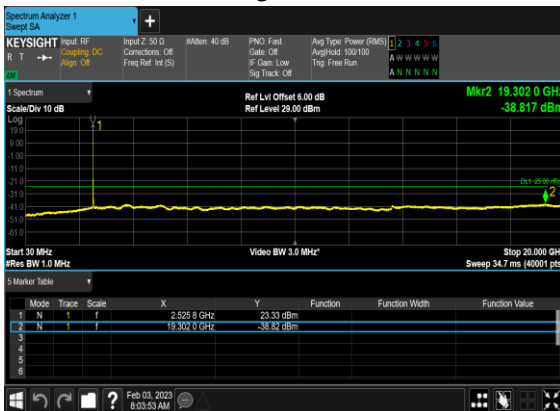 Spectrum Analyzer 1
Swept SA
KEYSIGHT
R T
LV
Input: RF
Coupling: DC
Align: Off
Input Z: 50 Ω
Corrections: Off
Freq Ref: Int (S)
#Atten: 40 dB
PNO: Fast
Gate: Off
IF Gain: Low
Sig Track: Off
Avg Type: Power (RMS)
Avg|Hold: 100/100
Trig: Free Run
1 2 3 4 5 6
A W W W W W
A N N N N N
1 Spectrum
Scale/Div 10 dB
Ref Lvl Offset 6.00 dB
Ref Level 29.00 dBm
Mkr2 19.302 0 GHz
-38.817 dBm
Log
19.0
9.00
-1.00
-11.0
-21.0
-31.0
-41.0
-51.0
-61.0
1
DL1 -25.00 dBm
2
Start 30 MHz
#Res BW 1.0 MHz
Video BW 3.0 MHz*
Stop 20.000 GHz
Sweep 34.7 ms (40001 pts)
5 Marker Table
Mode Trace Scale X Y Function Function Width Function Value
1 N 1 f 2.525 8 GHz 23.33 dBm
2 N 1 f 19.302 0 GHz -38.82 dBm
3
4
5
6
?
Feb 03, 2023
8:03:53 AM